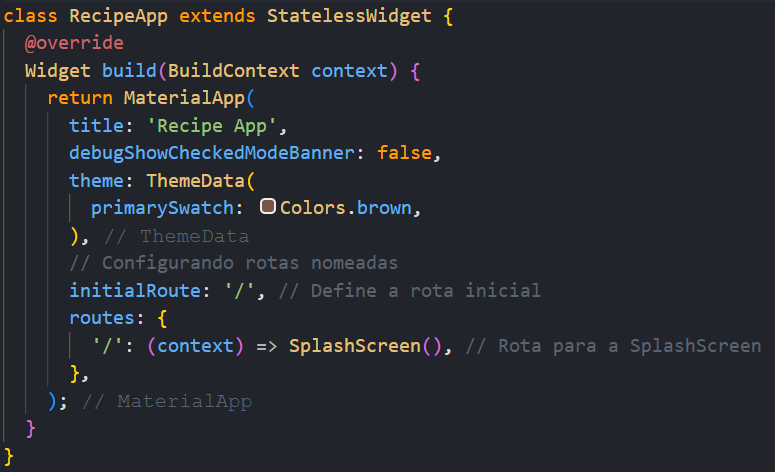 class RecipeApp extends StatelessWidget {
@override
Widget build(BuildContext context) {
return MaterialApp(
title: 'Recipe App',
debugShowCheckedModeBanner: false,
theme: ThemeData(
primarySwatch: Colors.brown,
), // ThemeData
// Configurando rotas nomeadas
initialRoute: '/', // Define a rota inicial
routes: {
'/': (context) => SplashScreen(), // Rota para a SplashScreen
},
); // MaterialApp
}
}